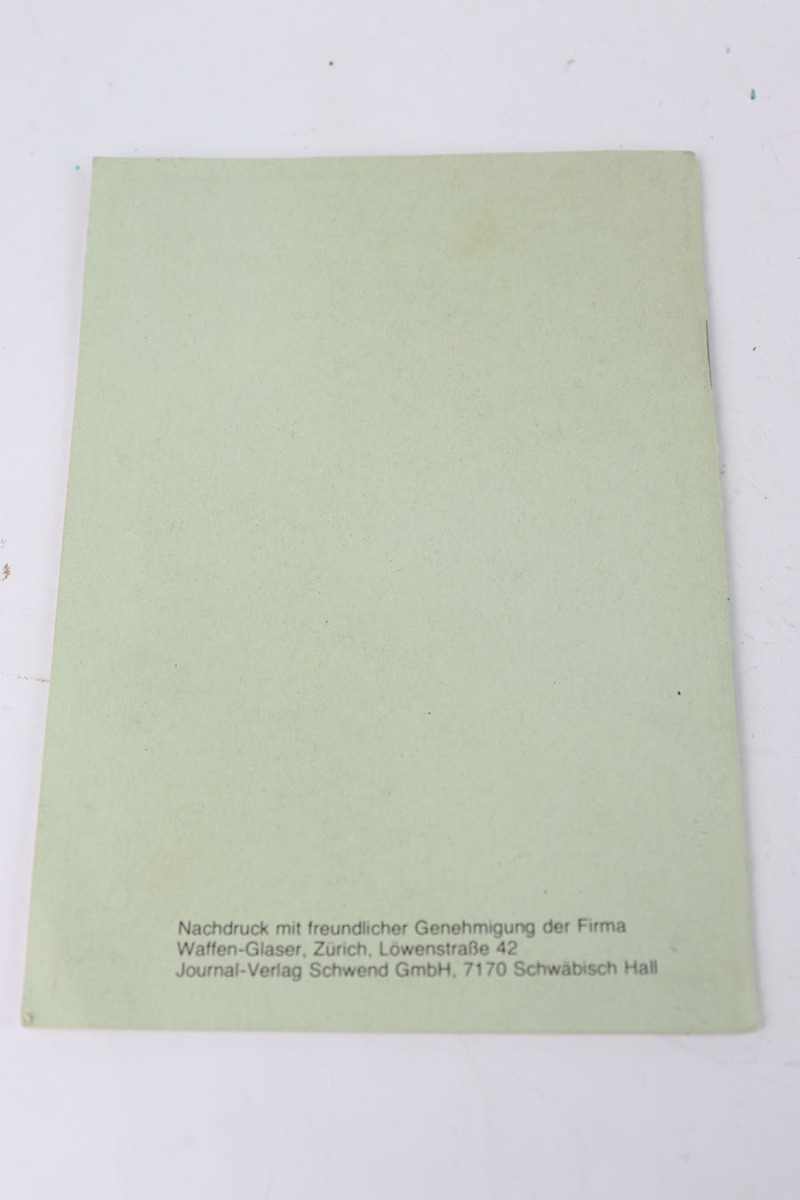 Nachdruck mit freundlicher Genehmigung der Firma
Waffen-Glaser, Zürich, Löwenstraße 42
Journal-Verlag Schwend GmbH, 7170 Schwäbisch Hall